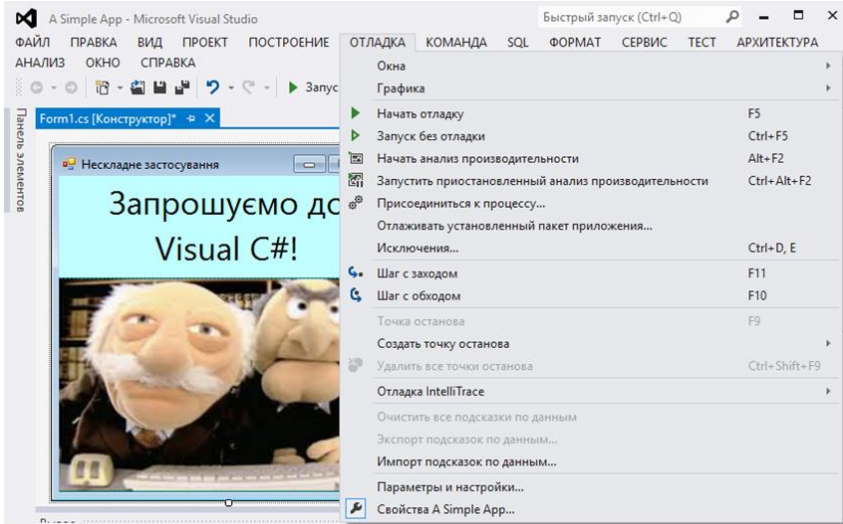 A Simple App - Microsoft Visual Studio
Быстрый запуск (Ctrl+Q)
ФАЙЛ ПРАВКА ВИД ПРОЕКТ ПОСТРОЕНИЕ ОТЛАДКА КОМАНДА SQL ФОРМАТ СЕРВИС ТЕСТ АРХИТЕКТУРА
АНАЛИЗ ОКНО СПРАВКА
Запус
Панель элементов
Form1.cs [Конструктор]*
Нескладне застосування
Запрошуємо до
Visual C#!
Окна
Графика
Начать отладку F5
Запуск без отладки Ctrl+F5
Начать анализ производительности Alt+F2
Запустить приостановленный анализ производительности Ctrl+Alt+F2
Присоединиться к процессу...
Отлаживать установленный пакет приложения...
Исключения... Ctrl+D, E
Шаг с заходом F11
Шаг с обходом F10
Точка останова F9
Создать точку останова
Удалить все точки останова Ctrl+Shift+F9
Отладка IntelliTrace
Очистить все подсказки по данным
Экспорт подсказок по данным...
Импорт подсказок по данным...
Параметры и настройки...
Свойства A Simple App...